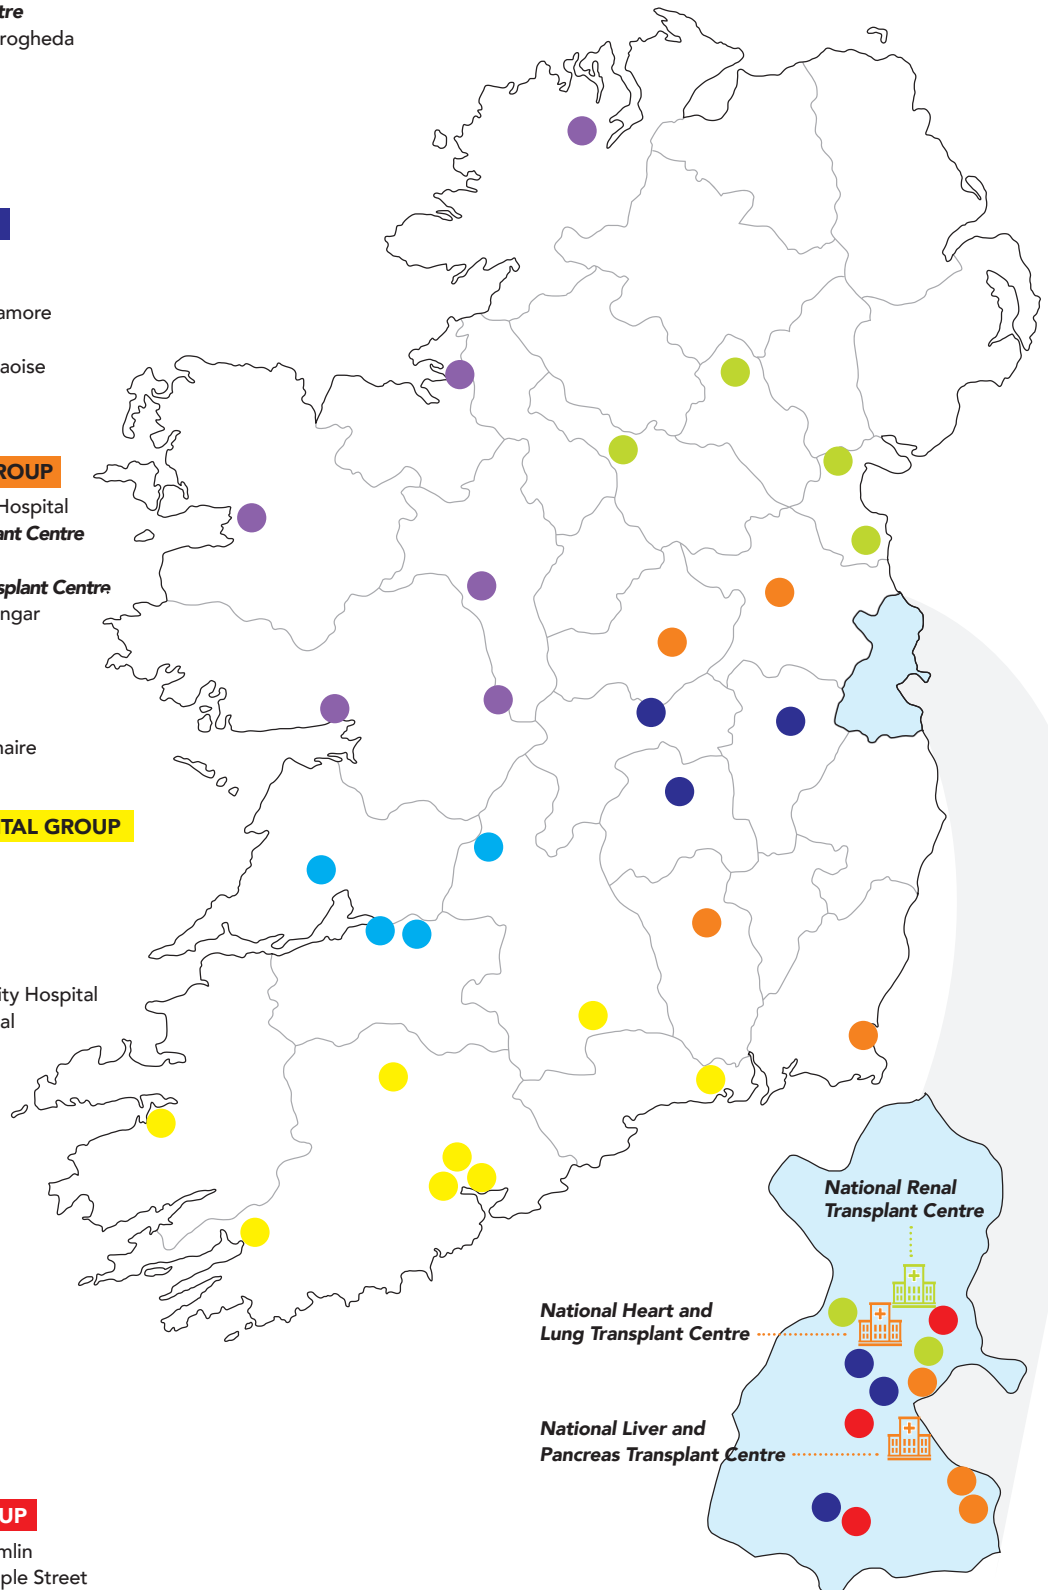 tre
rogheda
amore
aoise
ROUP
Hospital
ant Centre
splant Centre
ngar
naire
ITAL GROUP
ity Hospital
al
National Renal
Transplant Centre
National Heart and
Lung Transplant Centre
National Liver and
Pancreas Transplant Centre
UP
mlin
ple Street